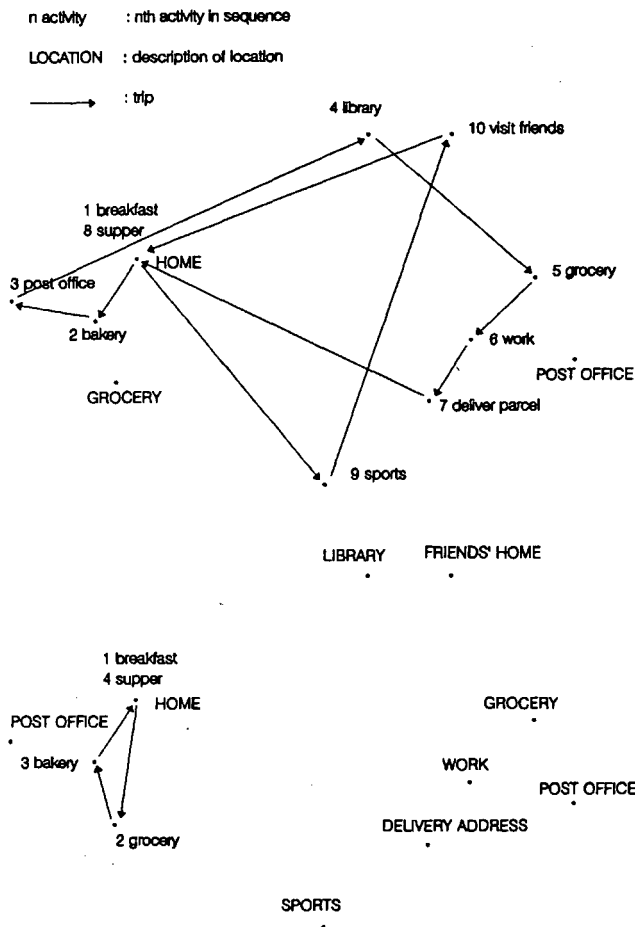 n activity : nth activity in sequence
LOCATION : description of location
: trip
4 library
10 visit friends
1 breakfast
8 supper
HOME
3 post office
5 grocery
2 bakery
6 work
POST OFFICE
GROCERY
7 deliver parcel
9 sports
LIBRARY
FRIENDS' HOME
1 breakfast
4 supper
HOME
GROCERY
POST OFFICE
3 bakery
WORK
POST OFFICE
DELIVERY ADDRESS
2 grocery
SPORTS